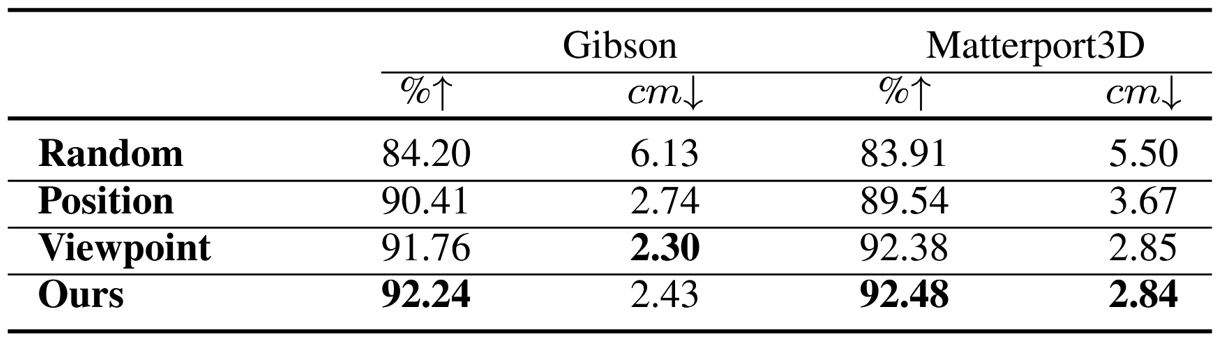 Gibson Matterport3D
%↑ cm↓ %↑ cm↓
Random 84.20 6.13 83.91 5.50
Position 90.41 2.74 89.54 3.67
Viewpoint 91.76 2.30 92.38 2.85
Ours 92.24 2.43 92.48 2.84